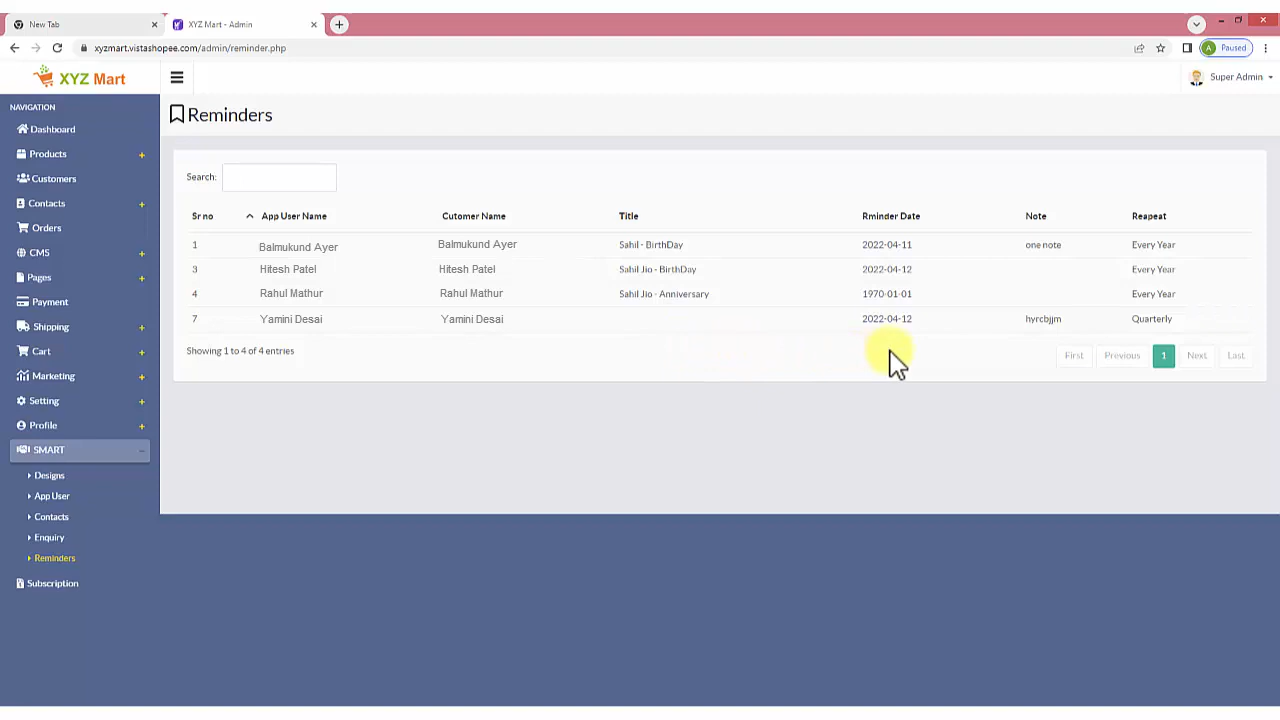 New Tab
XYZ Mart - Admin
xyzmart.vistashopee.com/admin/reminder.php
A Paused
XYZ Mart
Super Admin
NAVIGATION
Dashboard
Products +
Customers
Contacts +
Orders
CMS +
Pages +
Payment
Shipping +
Cart +
Marketing +
Setting +
Profile +
SMART -
Designs
App User
Contacts
Enquiry
Reminders
Subscription
Reminders
Search:
Sr no App User Name Cutomer Name Title Rminder Date Note Reapeat
1 Balmukund Ayer Balmukund Ayer Sahil - BirthDay 2022-04-11 one note Every Year
3 Hitesh Patel Hitesh Patel Sahil Jio - BirthDay 2022-04-12 Every Year
4 Rahul Mathur Rahul Mathur Sahil Jio - Anniversary 1970-01-01 Every Year
7 Yamini Desai Yamini Desai 2022-04-12 hyrcbjjm Quarterly
Showing 1 to 4 of 4 entries
First Previous 1 Next Last